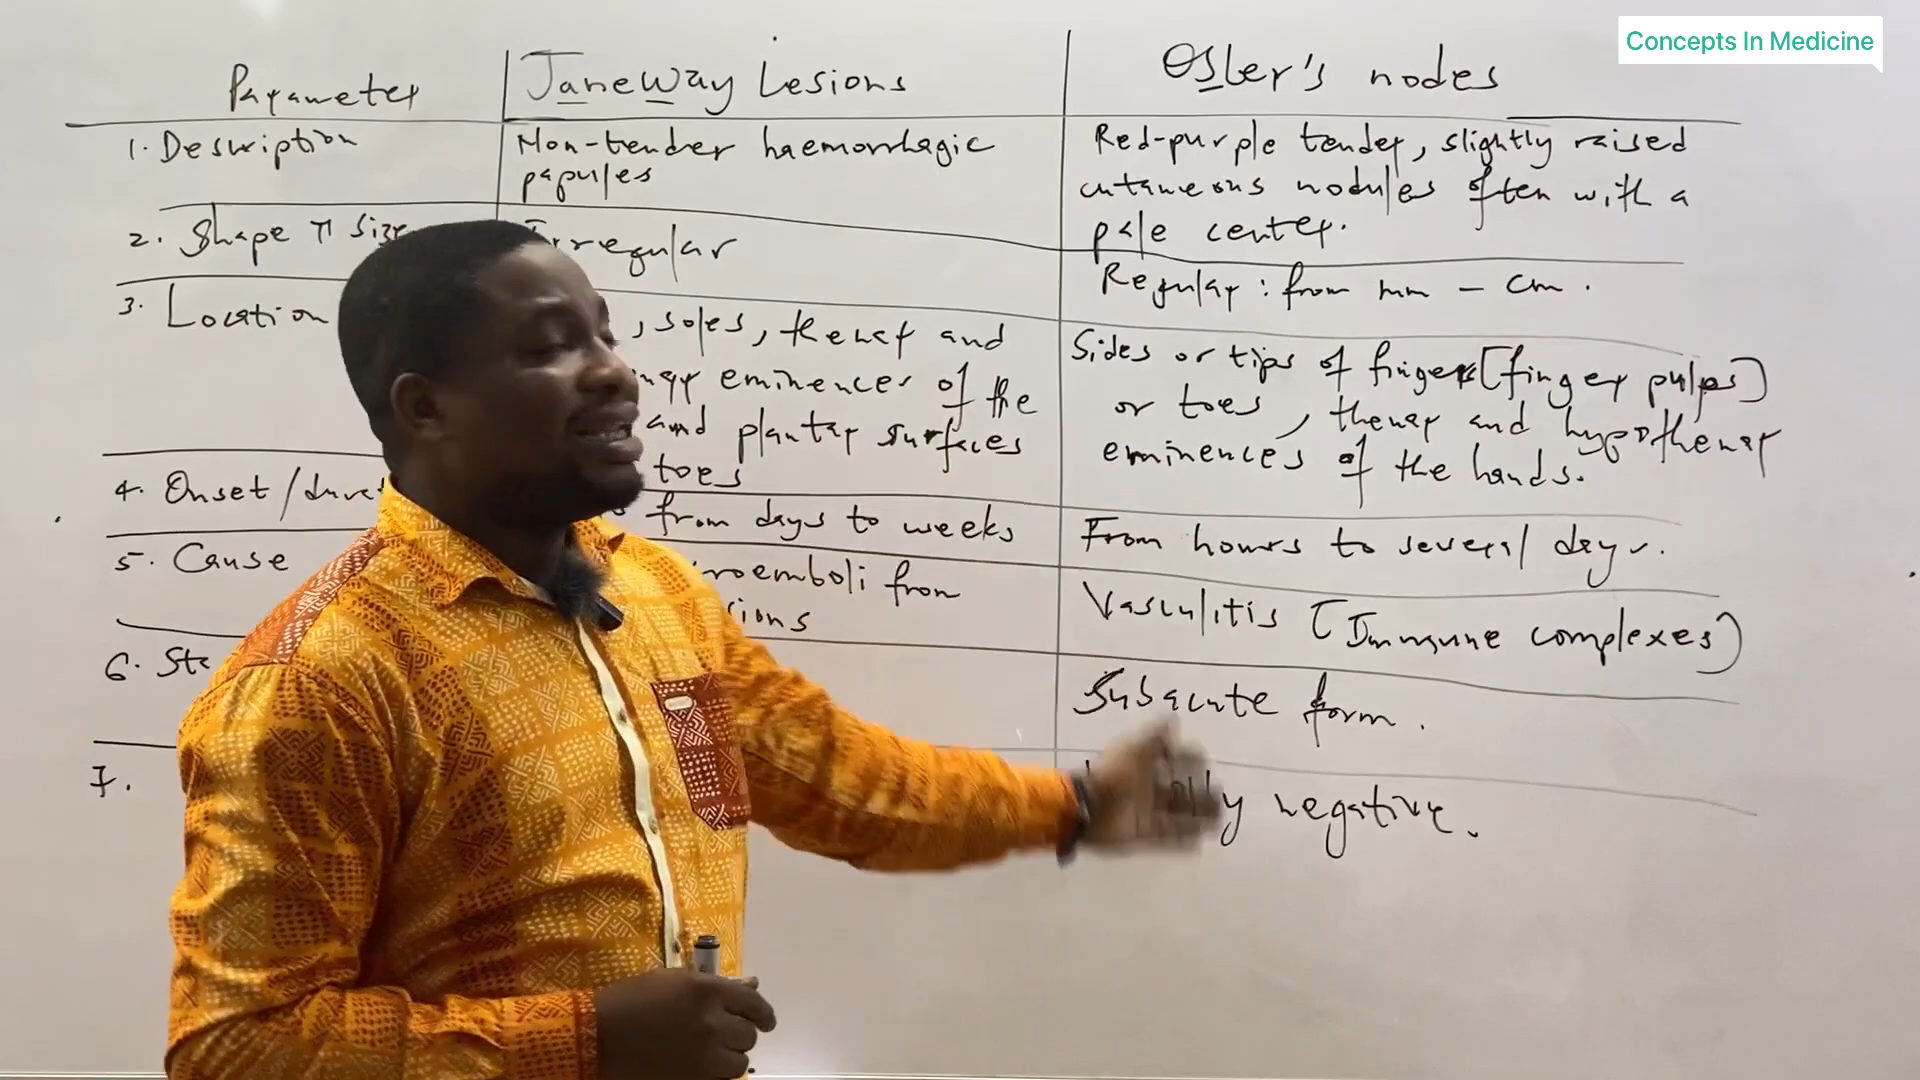 Concepts In Medicine
Parameter
Janeway Lesions
Osler's nodes
1. Description
Non-tender haemorrhagic
papules
Red-purple tender, slightly raised
cutaneous nodules often with a
pale center.
2. Shape π size
Irregular
Regular: from mm - cm.
3. Location
, soles, thenar and
eminences of the
and plantar surfaces
toes
Sides or tips of fingers [finger pulps]
or toes, thenar and hypothenar
eminences of the hands.
4. Onset/
from days to weeks
From hours to several days.
5. Cause
from
Vasculitis [Immune complexes]
6.
Subacute form.
7.
negative.